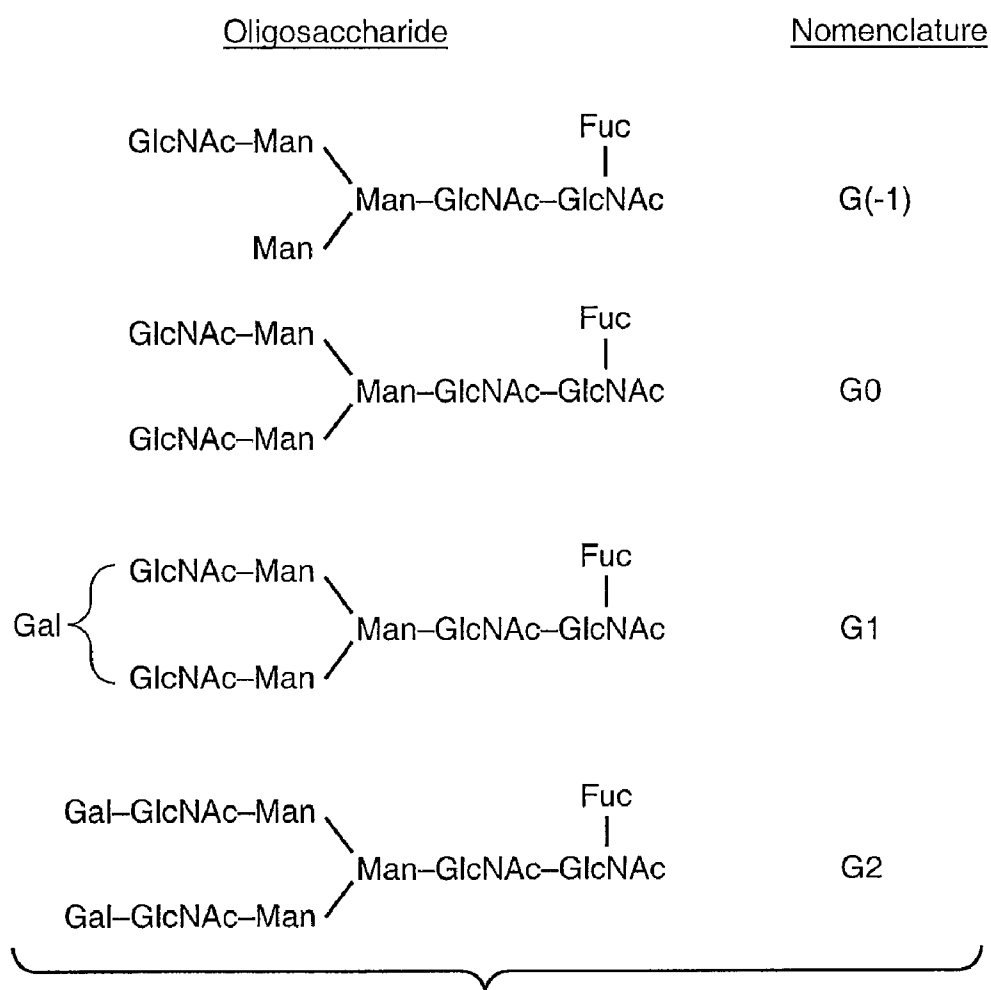 Oligosaccharide Nomenclature
Fuc
GlcNAc–Man
Man–GlcNAc–GlcNAc G(-1)
Man
Fuc
GlcNAc–Man
Man–GlcNAc–GlcNAc G0
GlcNAc–Man
Fuc
GlcNAc–Man
Gal Man–GlcNAc–GlcNAc G1
GlcNAc–Man
Fuc
Gal–GlcNAc–Man
Man–GlcNAc–GlcNAc G2
Gal–GlcNAc–Man